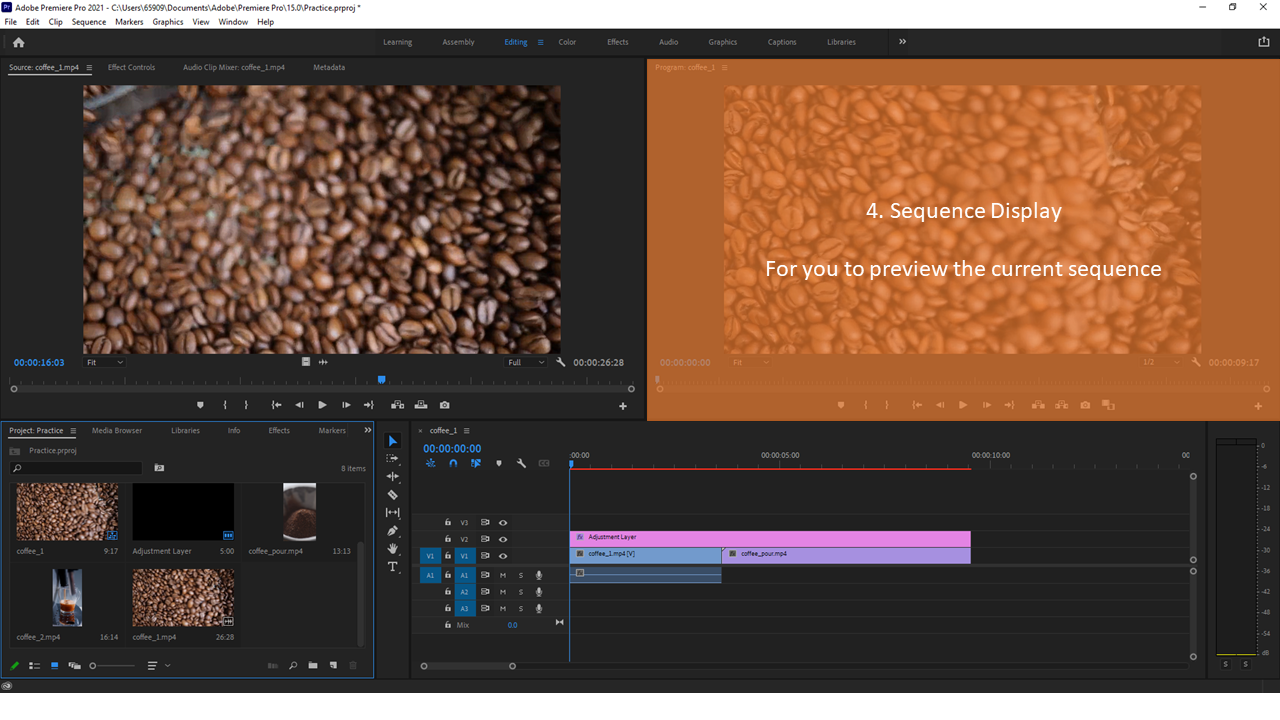 Adobe Premiere Pro 2021 - C:\Users\65909\Documents\Adobe\Premiere Pro\15.0\Practice.prproj *
File Edit Clip Sequence Markers Graphics View Window Help
Learning Assembly Editing Color Effects Audio Graphics Captions Libraries
Source: coffee_1.mp4 Effect Controls Audio Clip Mixer: coffee_1.mp4 Metadata
00:00:16:03 Fit Full 00:00:26:28
Program: coffee_1
4. Sequence Display
For you to preview the current sequence
00:00:00:00 Fit 1/2 00:00:09:17
Project: Practice Media Browser Libraries Info Effects Markers
Practice.prproj
8 items
coffee_1 9:17 Adjustment Layer 5:00 coffee_pour.mp4 13:13
coffee_2.mp4 16:14 coffee_1.mp4 26:28
coffee_1
00:00:00:00
:00:00 00:00:05:00 00:00:10:00 00
V3
V2 Adjustment Layer
V1 V1 coffee_1.mp4 [V] coffee_pour.mp4
A1 A1 M S
A2 M S
A3 M S
Mix 0.0
0
-6
-12
-18
-24
-30
-36
-42
-48
-54
dB
S S